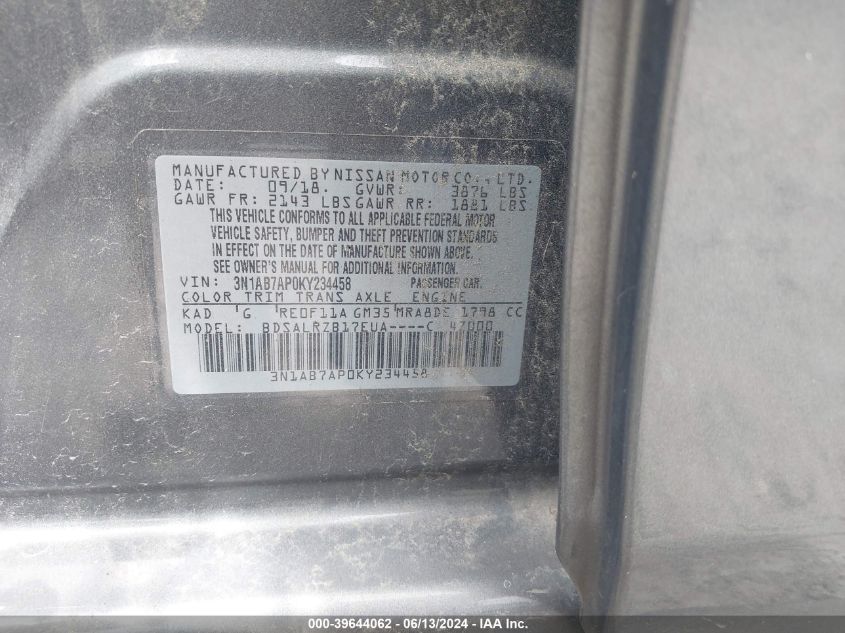 MANUFACTURED BY NISSAN MOTOR CO., LTD.
DATE: 09/18. GVWR: 3876 LBS
GAWR FR: 2143 LBS GAWR RR: 1881 LBS
THIS VEHICLE CONFORMS TO ALL APPLICABLE FEDERAL MOTOR
VEHICLE SAFETY, BUMPER AND THEFT PREVENTION STANDARDS
IN EFFECT ON THE DATE OF MANUFACTURE SHOWN ABOVE.
SEE OWNER'S MANUAL FOR ADDITIONAL INFORMATION.
VIN: 3N1AB7AP0KY234458 PASSENGER CAR.
COLOR TRIM TRANS AXLE ENGINE
KAD G RE0F11A GM35 MRA8DE 1798 CC
MODEL: BDSALRZB17EUA----C 47000
3N1AB7AP0KY234458
000-39644062 - 06/13/2024 - IAA Inc.